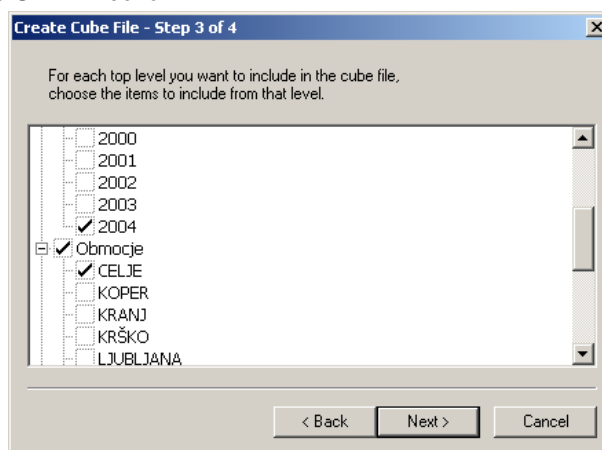 Create Cube File - Step 3 of 4
For each top level you want to include in the cube file,
choose the items to include from that level.
2000
2001
2002
2003
2004
Obmocje
CELJE
KOPER
KRANJ
KRŠKO
LJUBLJANA
< Back Next > Cancel